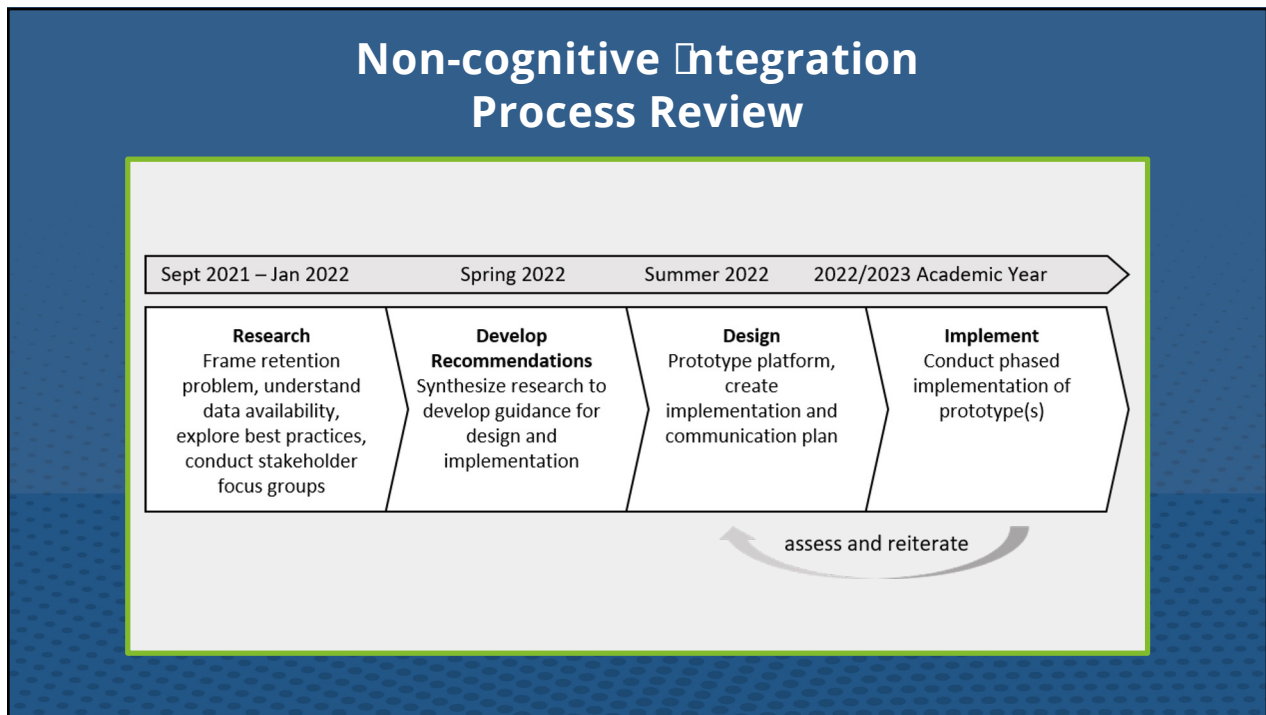 Non-cognitive Integration
Process Review
Sept 2021 – Jan 2022 Spring 2022 Summer 2022 2022/2023 Academic Year
Research
Frame retention
problem, understand
data availability,
explore best practices,
conduct stakeholder
focus groups
Develop
Recommendations
Synthesize research to
develop guidance for
design and
implementation
Design
Prototype platform,
create
implementation and
communication plan
Implement
Conduct phased
implementation of
prototype(s)
assess and reiterate